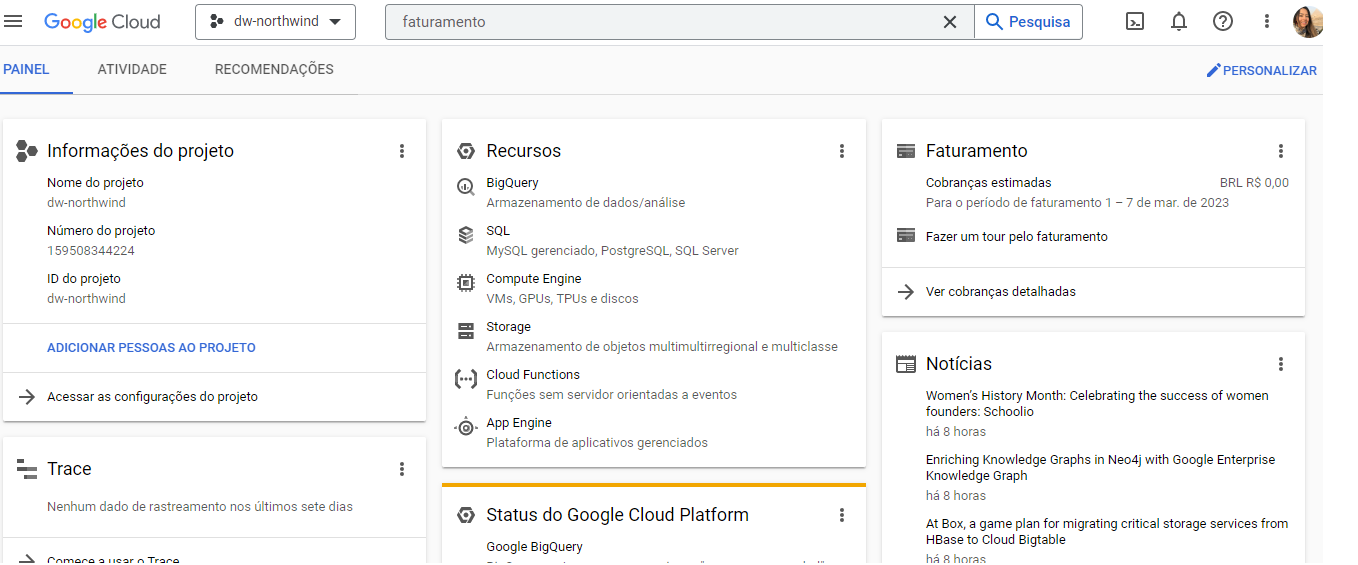 Google Cloud
dw-northwind
faturamento
Pesquisa
PAINEL
ATIVIDADE
RECOMENDAÇÕES
PERSONALIZAR
Informações do projeto
Nome do projeto
dw-northwind
Número do projeto
159508344224
ID do projeto
dw-northwind
ADICIONAR PESSOAS AO PROJETO
Acessar as configurações do projeto
Trace
Nenhum dado de rastreamento nos últimos sete dias
Comece a usar o Trace
Recursos
BigQuery
Armazenamento de dados/análise
SQL
MySQL gerenciado, PostgreSQL, SQL Server
Compute Engine
VMs, GPUs, TPUs e discos
Storage
Armazenamento de objetos multimultirregional e multiclasse
Cloud Functions
Funções sem servidor orientadas a eventos
App Engine
Plataforma de aplicativos gerenciados
Status do Google Cloud Platform
Google BigQuery
Faturamento
Cobranças estimadas BRL R$ 0,00
Para o período de faturamento 1 – 7 de mar. de 2023
Fazer um tour pelo faturamento
Ver cobranças detalhadas
Notícias
Women's History Month: Celebrating the success of women
founders: Schoolio
há 8 horas
Enriching Knowledge Graphs in Neo4j with Google Enterprise
Knowledge Graph
há 8 horas
At Box, a game plan for migrating critical storage services from
HBase to Cloud Bigtable
há 8 horas